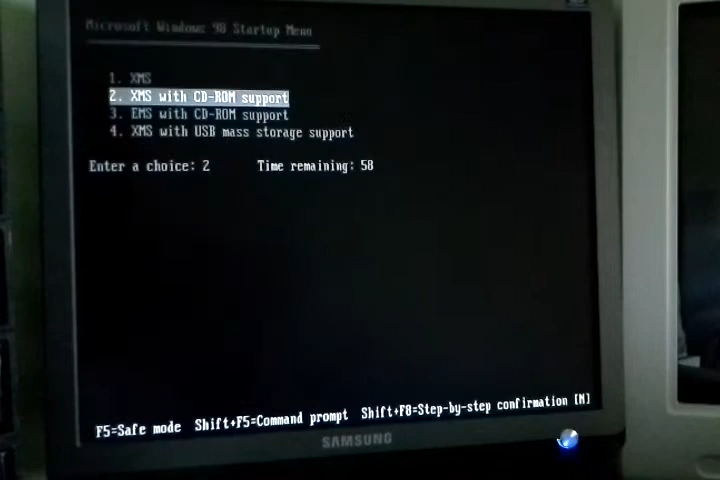 Microsoft Windows 98 Startup Menu
1. XMS
2. XMS with CD-ROM support
3. EMS with CD-ROM support
4. XMS with USB mass storage support
Enter a choice: 2 Time remaining: 58
F5=Safe mode Shift+F5=Command prompt Shift+F8=Step-by-step confirmation [N]
SAMSUNG